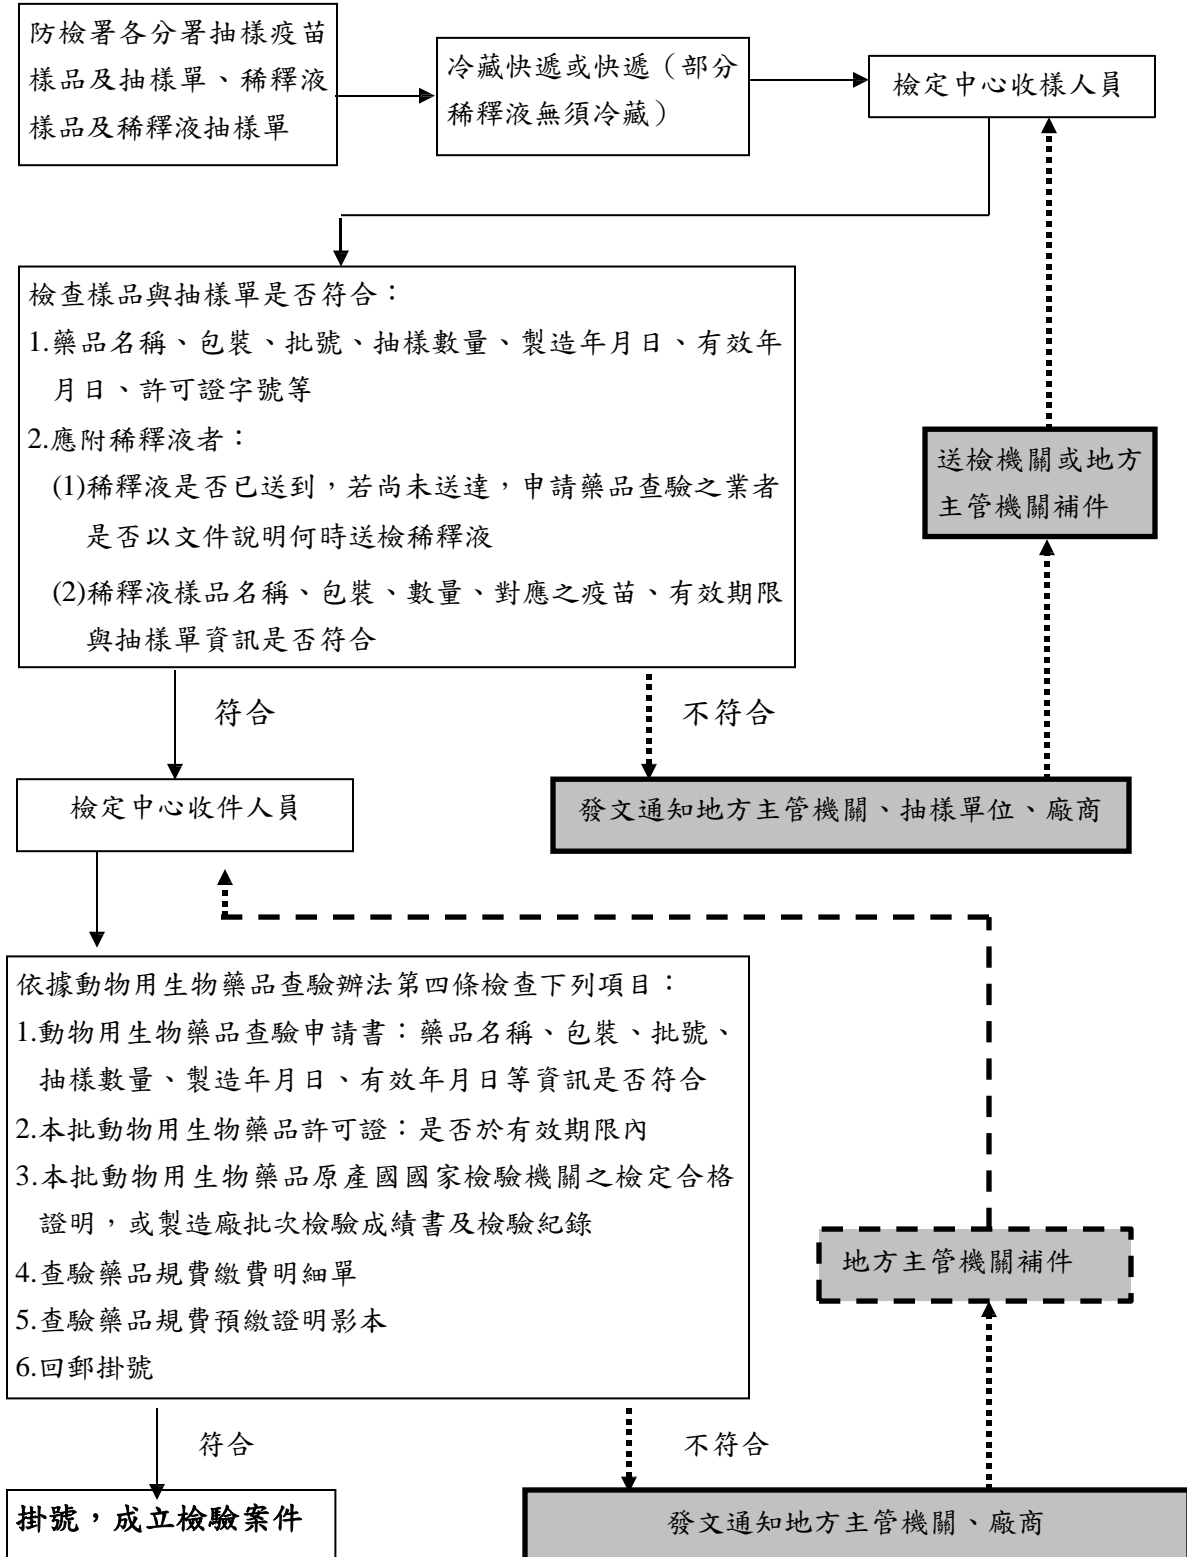 防檢署各分署抽樣疫苗
樣品及抽樣單、稀釋液
樣品及稀釋液抽樣單
冷藏快遞或快遞（部分
稀釋液無須冷藏）
檢定中心收樣人員
檢查樣品與抽樣單是否符合：
1.藥品名稱、包裝、批號、抽樣數量、製造年月日、有效年
月日、許可證字號等
2.應附稀釋液者：
(1)稀釋液是否已送到，若尚未送達，申請藥品查驗之業者
是否以文件說明何時送檢稀釋液
(2)稀釋液樣品名稱、包裝、數量、對應之疫苗、有效期限
與抽樣單資訊是否符合
送檢機關或地方
主管機關補件
符合
不符合
檢定中心收件人員
發文通知地方主管機關、抽樣單位、廠商
依據動物用生物藥品查驗辦法第四條檢查下列項目：
1.動物用生物藥品查驗申請書：藥品名稱、包裝、批號、
抽樣數量、製造年月日、有效年月日等資訊是否符合
2.本批動物用生物藥品許可證：是否於有效期限內
3.本批動物用生物藥品原產國國家檢驗機關之檢定合格
證明，或製造廠批次檢驗成績書及檢驗紀錄
4.查驗藥品規費繳費明細單
5.查驗藥品規費預繳證明影本
6.回郵掛號
地方主管機關補件
符合
不符合
掛號，成立檢驗案件
發文通知地方主管機關、廠商